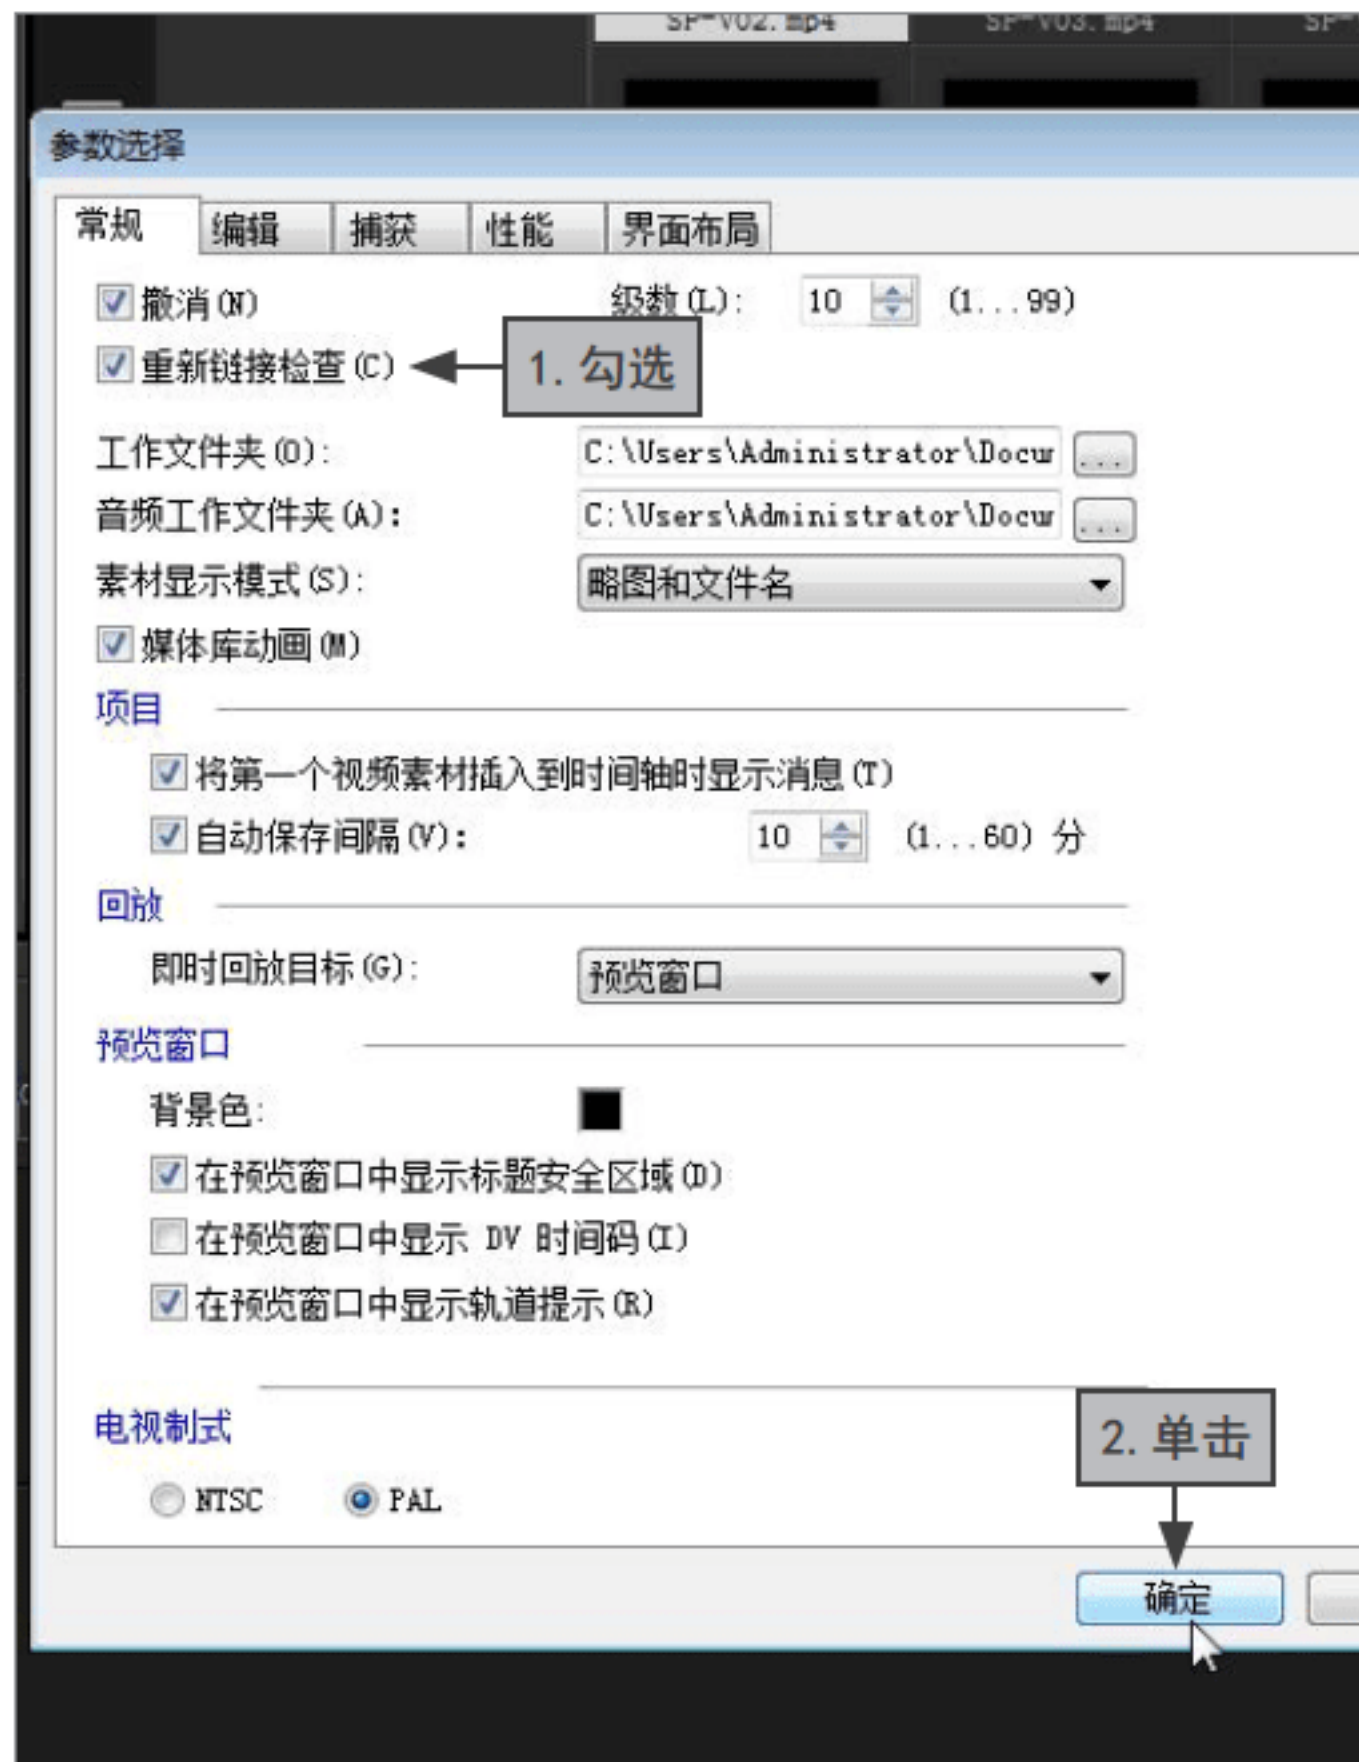 SP-V02.mp4 SP-V03.mp4 SP-
参数选择
常规 编辑 捕获 性能 界面布局
撤消(N) 级数(L): 10 (1...99)
重新链接检查(C) 1. 勾选
工作文件夹(O): C:\Users\Administrator\Docum ...
音频工作文件夹(A): C:\Users\Administrator\Docum ...
素材显示模式(S): 略图和文件名
媒体库动画(M)
项目
将第一个视频素材插入到时间轴时显示消息(T)
自动保存间隔(V): 10 (1...60) 分
回放
即时回放目标(G): 预览窗口
预览窗口
背景色:
在预览窗口中显示标题安全区域(D)
在预览窗口中显示 DV 时间码(I)
在预览窗口中显示轨道提示(R)
电视制式
2. 单击
NTSC PAL
确定